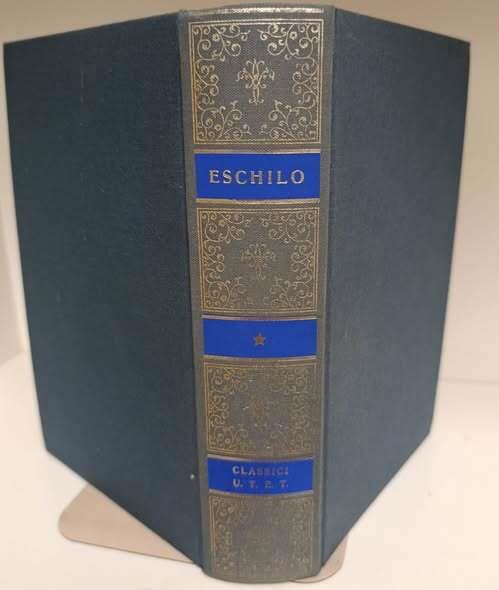 ESCHILO
CLASSICI
U. T. E. T.